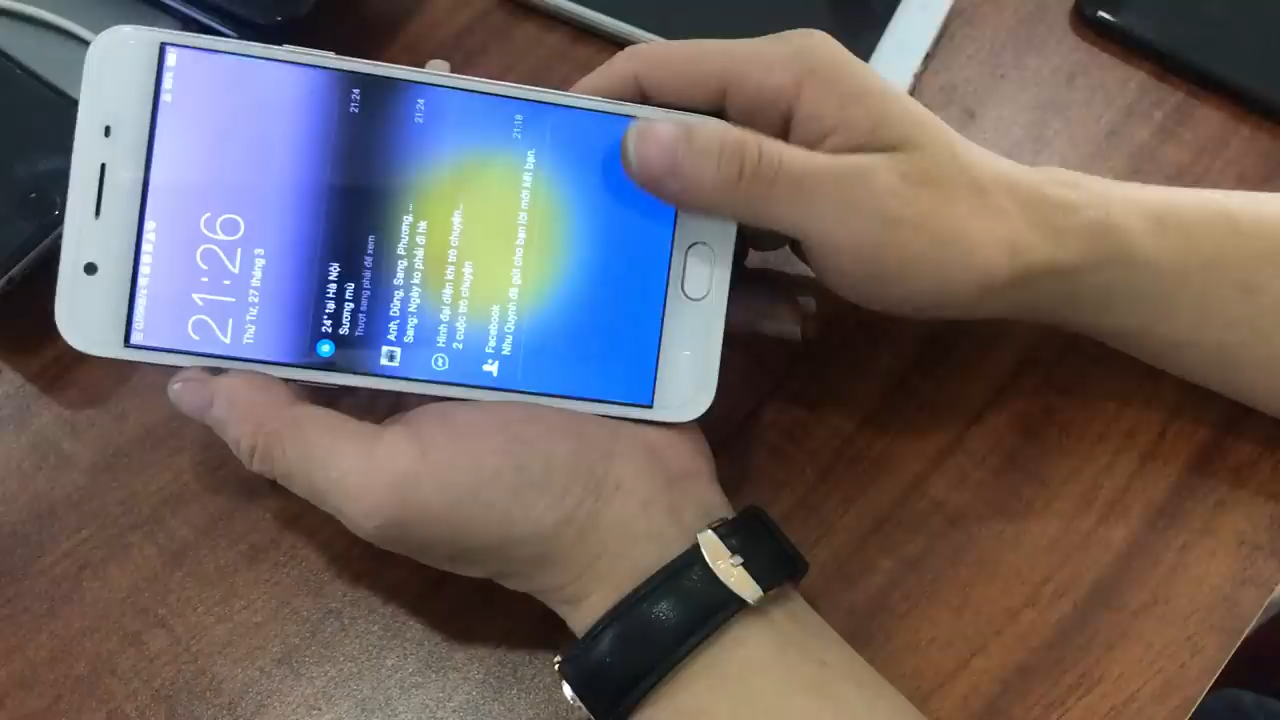 21:26
Thứ Tư, 27 tháng 3
24° tại Hà Nội
21:24
Sương mù
Trượt sang phải để xem
Anh, Dũng, Sang, Phương, ...
21:24
Sang: Ngày ko phải đi hk
Hình đại diện khi trò chuyện...
2 cuộc trò chuyện
Facebook
21:18
Như Quỳnh đã gửi cho bạn lời mời kết bạn.